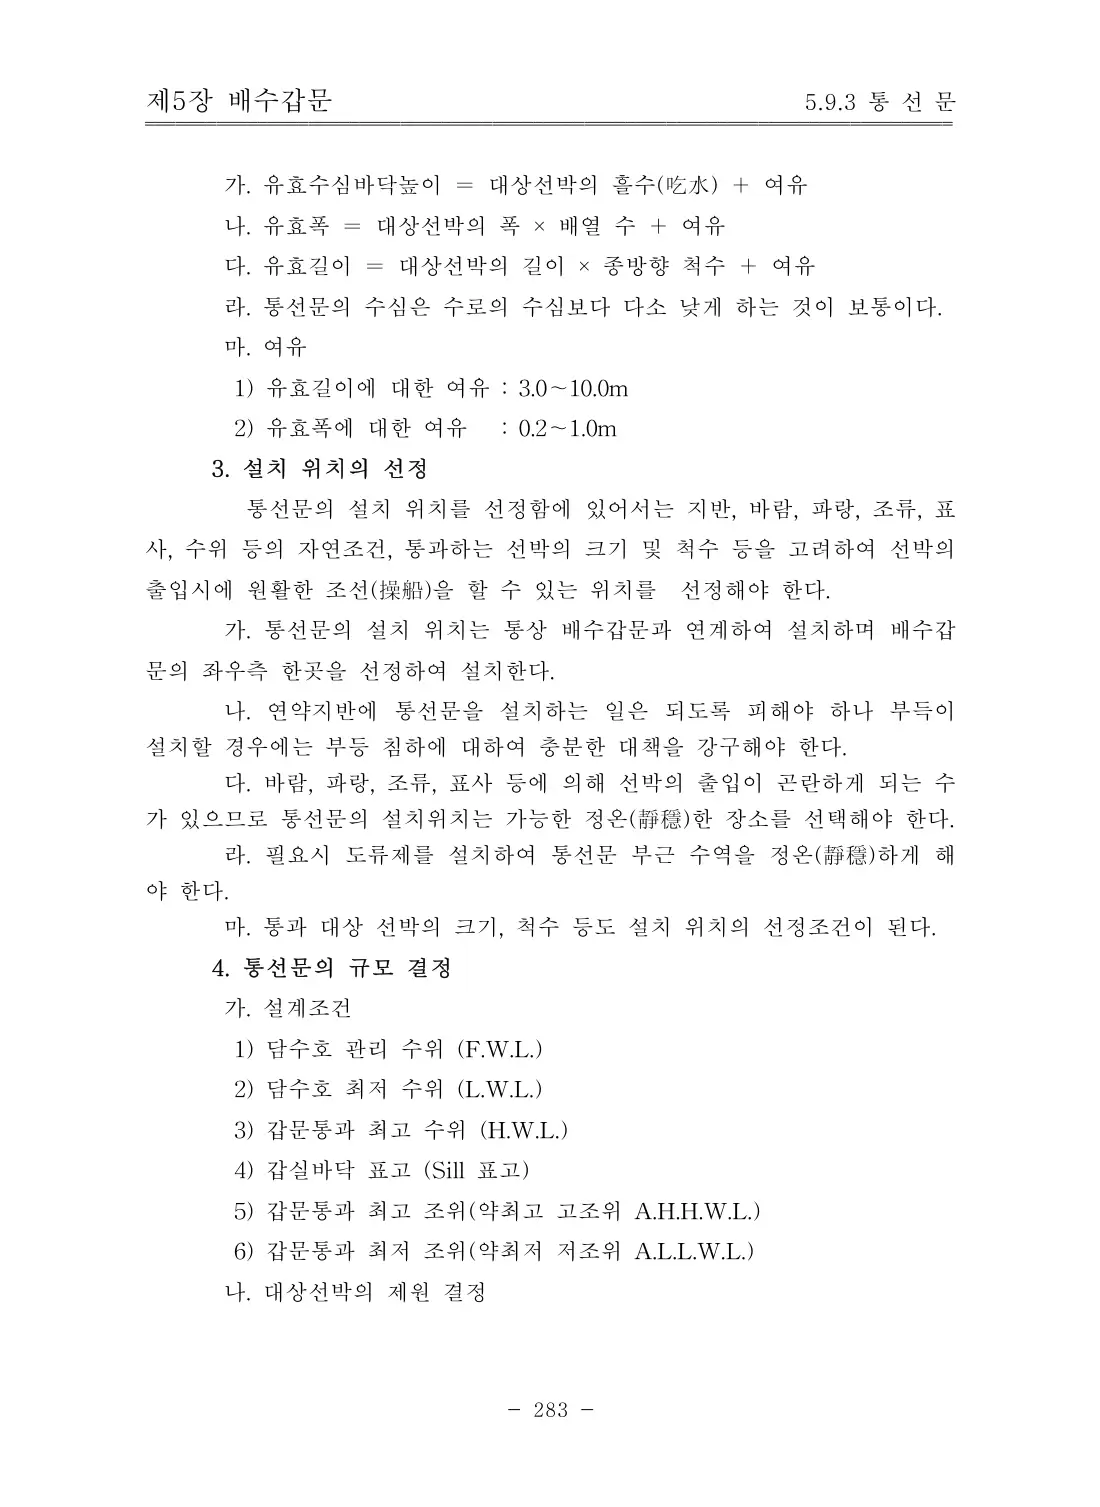 제5장 배수갑문
5.9.3 통 선 문
가. 유효수심바닥높이 = 대상선박의 흘수(吃水) + 여유
나. 유효폭 = 대상선박의 폭 × 배열 수 + 여유
다. 유효길이 = 대상선박의 길이 × 종방향 척수 + 여유
라. 통선문의 수심은 수로의 수심보다 다소 낮게 하는 것이 보통이다.
마. 여유
1) 유효길이에 대한 여유 : 3.0~10.0m
2) 유효폭에 대한 여유 : 0.2~1.0m
3. 설치 위치의 선정
통선문의 설치 위치를 선정함에 있어서는 지반, 바람, 파랑, 조류, 표
사, 수위 등의 자연조건, 통과하는 선박의 크기 및 척수 등을 고려하여 선박의
출입시에 원활한 조선(操船)을 할 수 있는 위치를 선정해야 한다.
가. 통선문의 설치 위치는 통상 배수갑문과 연계하여 설치하며 배수갑
문의 좌우측 한곳을 선정하여 설치한다.
나. 연약지반에 통선문을 설치하는 일은 되도록 피해야 하나 부득이
설치할 경우에는 부등 침하에 대하여 충분한 대책을 강구해야 한다.
다. 바람, 파랑, 조류, 표사 등에 의해 선박의 출입이 곤란하게 되는 수
가 있으므로 통선문의 설치위치는 가능한 정온(靜穩)한 장소를 선택해야 한다.
라. 필요시 도류제를 설치하여 통선문 부근 수역을 정온(靜穩)하게 해
야 한다.
마. 통과 대상 선박의 크기, 척수 등도 설치 위치의 선정조건이 된다.
4. 통선문의 규모 결정
가. 설계조건
1) 담수호 관리 수위 (F.W.L.)
2) 담수호 최저 수위 (L.W.L.)
3) 갑문통과 최고 수위 (H.W.L.)
4) 갑실바닥 표고 (Sill 표고)
5) 갑문통과 최고 조위(약최고 고조위 A.H.H.W.L.)
6) 갑문통과 최저 조위(약최저 저조위 A.L.L.W.L.)
나. 대상선박의 제원 결정
- 283 -